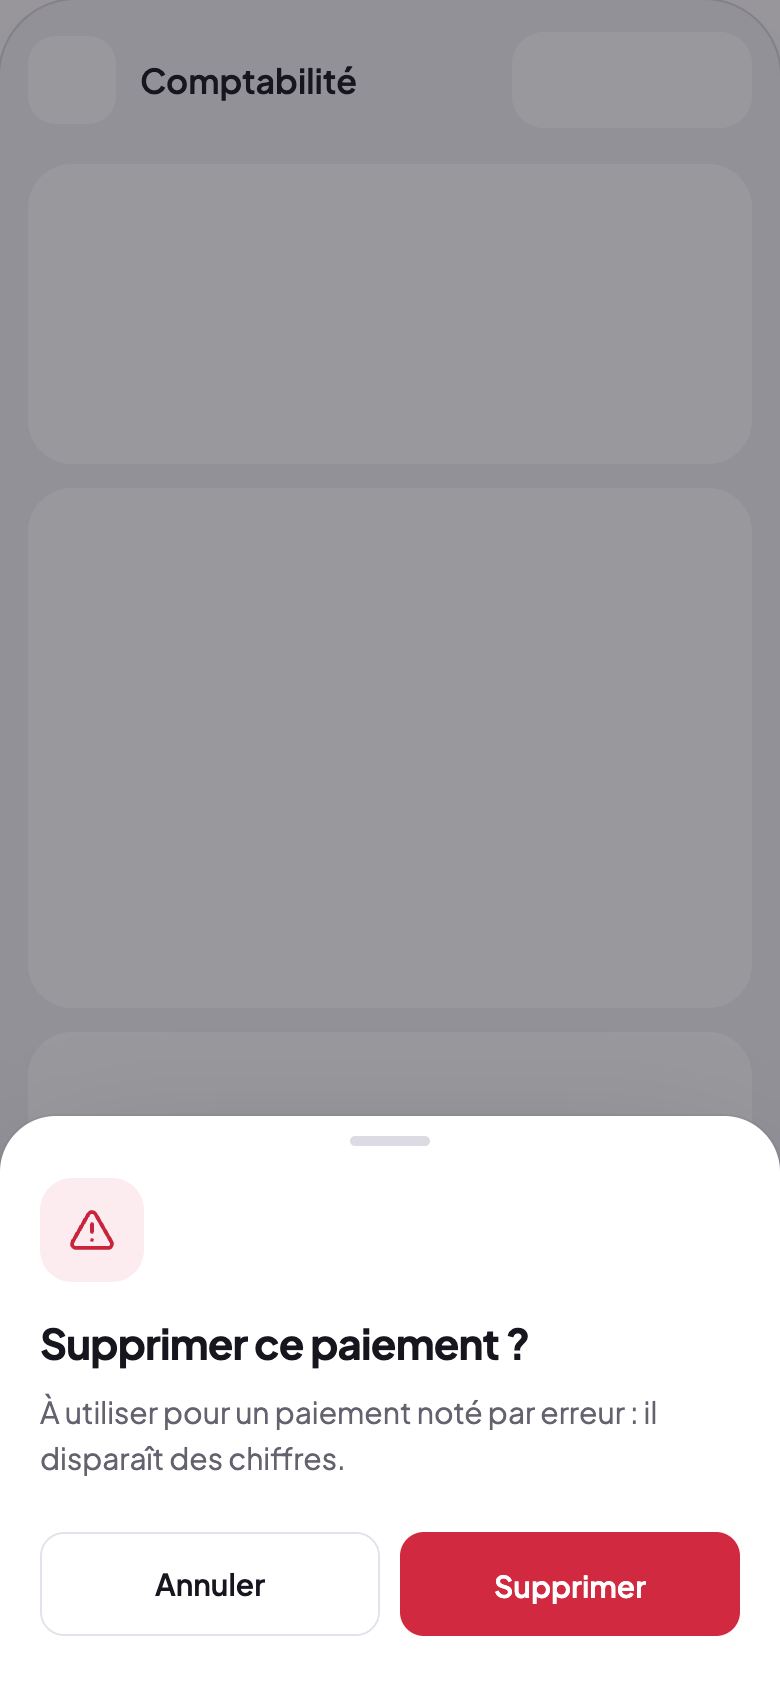 Comptabilité
Supprimer ce paiement ?
À utiliser pour un paiement noté par erreur : il
disparaît des chiffres.
Annuler
Supprimer